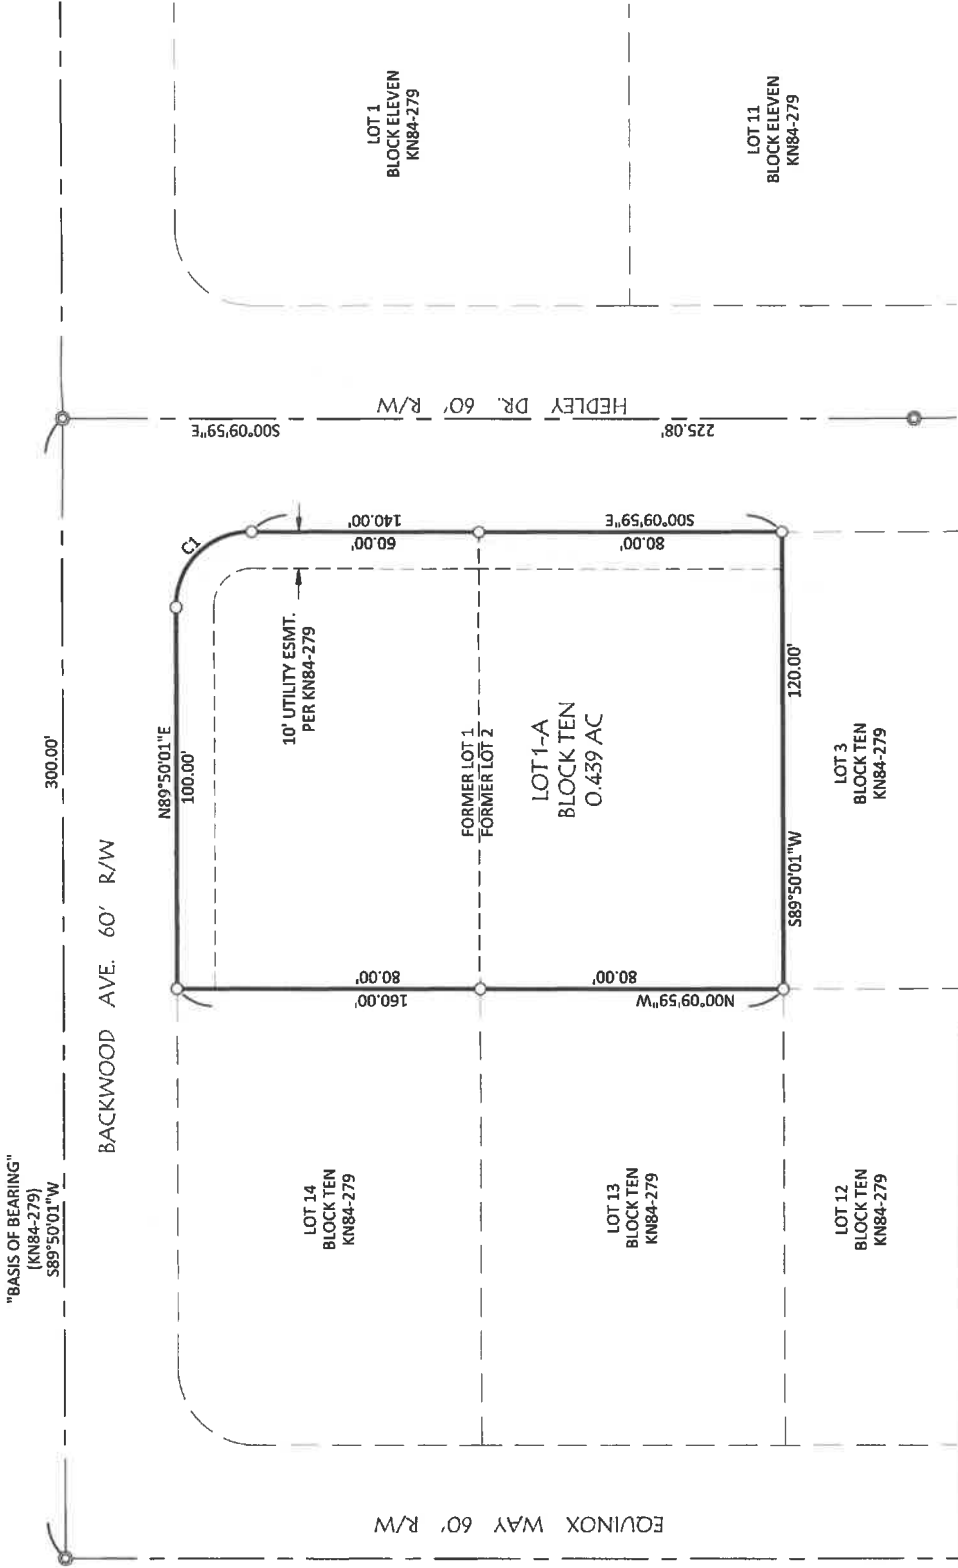 "BASIS OF BEARING"
(KN84-279)
S89°50'01"W
300.00'
BACKWOOD AVE. 60' R/W
N89°50'01"E
100.00'
C1
10' UTILITY ESMT.
PER KN84-279
S00°09'59"E
HEDLEY DR. 60' R/W
225.08'
140.00'
60.00'
S00°09'59"E
80.00'
160.00'
80.00'
N00°09'59"W
80.00'
FORMER LOT 1
FORMER LOT 2
LOT 1-A
BLOCK TEN
0.439 AC
120.00'
S89°50'01"W
LOT 14
BLOCK TEN
KN84-279
LOT 13
BLOCK TEN
KN84-279
LOT 12
BLOCK TEN
KN84-279
LOT 3
BLOCK TEN
KN84-279
LOT 1
BLOCK ELEVEN
KN84-279
LOT 11
BLOCK ELEVEN
KN84-279
EQUINOX WAY 60' R/W